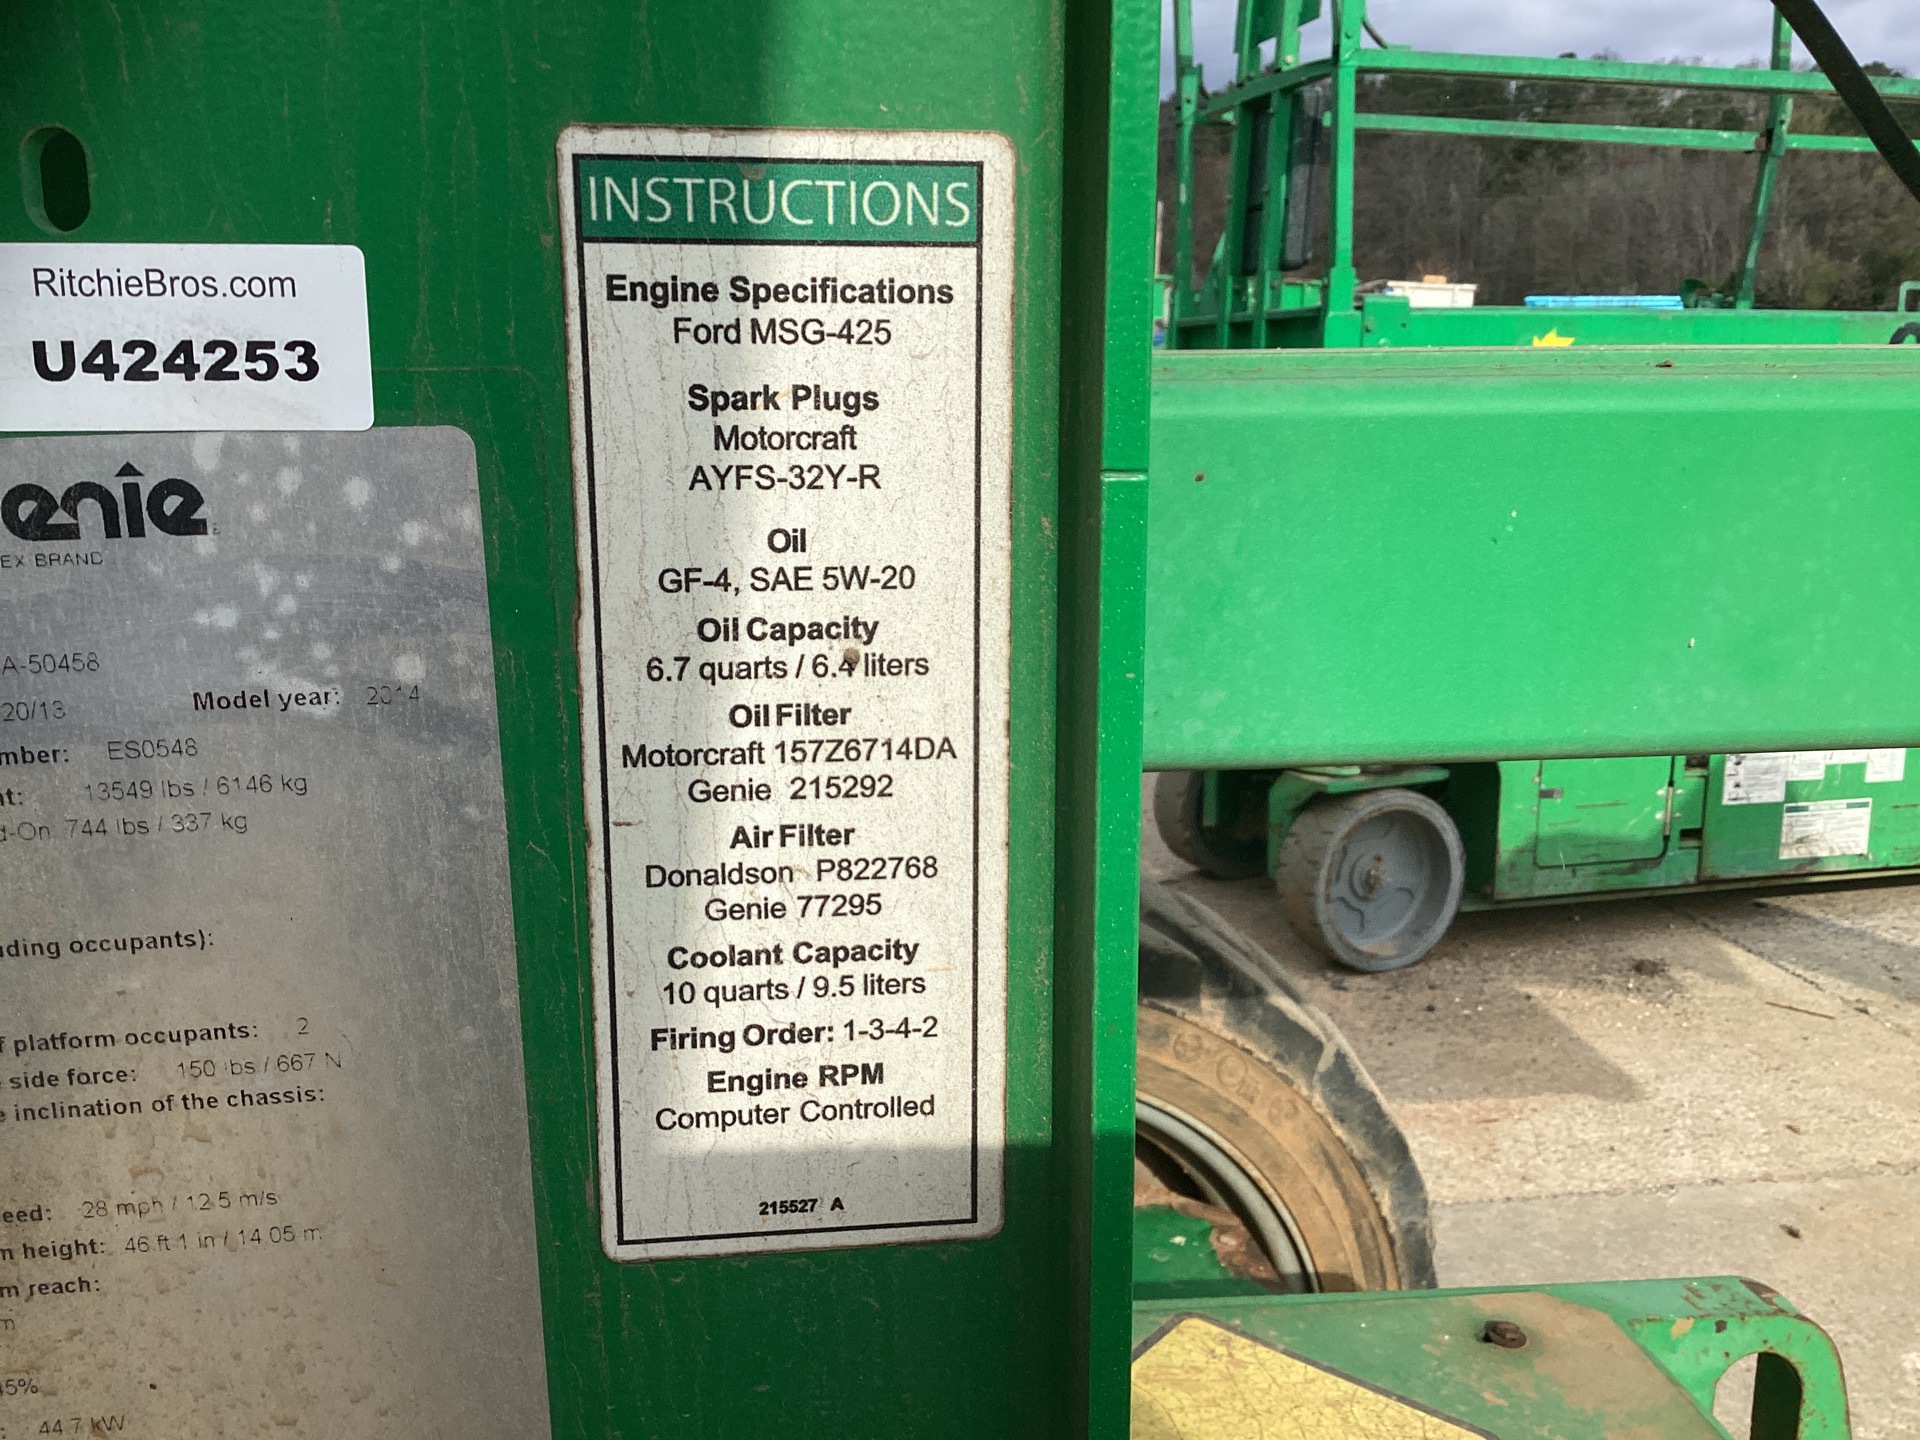 RitchieBros.com
U424253
enie
EX BRAND
A-50458
20/13 Model year: 2014
mber: ES0548
t: 13549 lbs / 6146 kg
d-On 744 lbs / 337 kg
ding occupants):
f platform occupants: 2
side force: 150 lbs / 667 N
e inclination of the chassis:
eed: 28 mph / 12.5 m/s
m height: 46 ft 1 in / 14.05 m
m reach:
m
15%
: 44.7 kW
INSTRUCTIONS
Engine Specifications
Ford MSG-425
Spark Plugs
Motorcraft
AYFS-32Y-R
Oil
GF-4, SAE 5W-20
Oil Capacity
6.7 quarts / 6.4 liters
Oil Filter
Motorcraft 157Z6714DA
Genie 215292
Air Filter
Donaldson P822768
Genie 77295
Coolant Capacity
10 quarts / 9.5 liters
Firing Order: 1-3-4-2
Engine RPM
Computer Controlled
215527 A